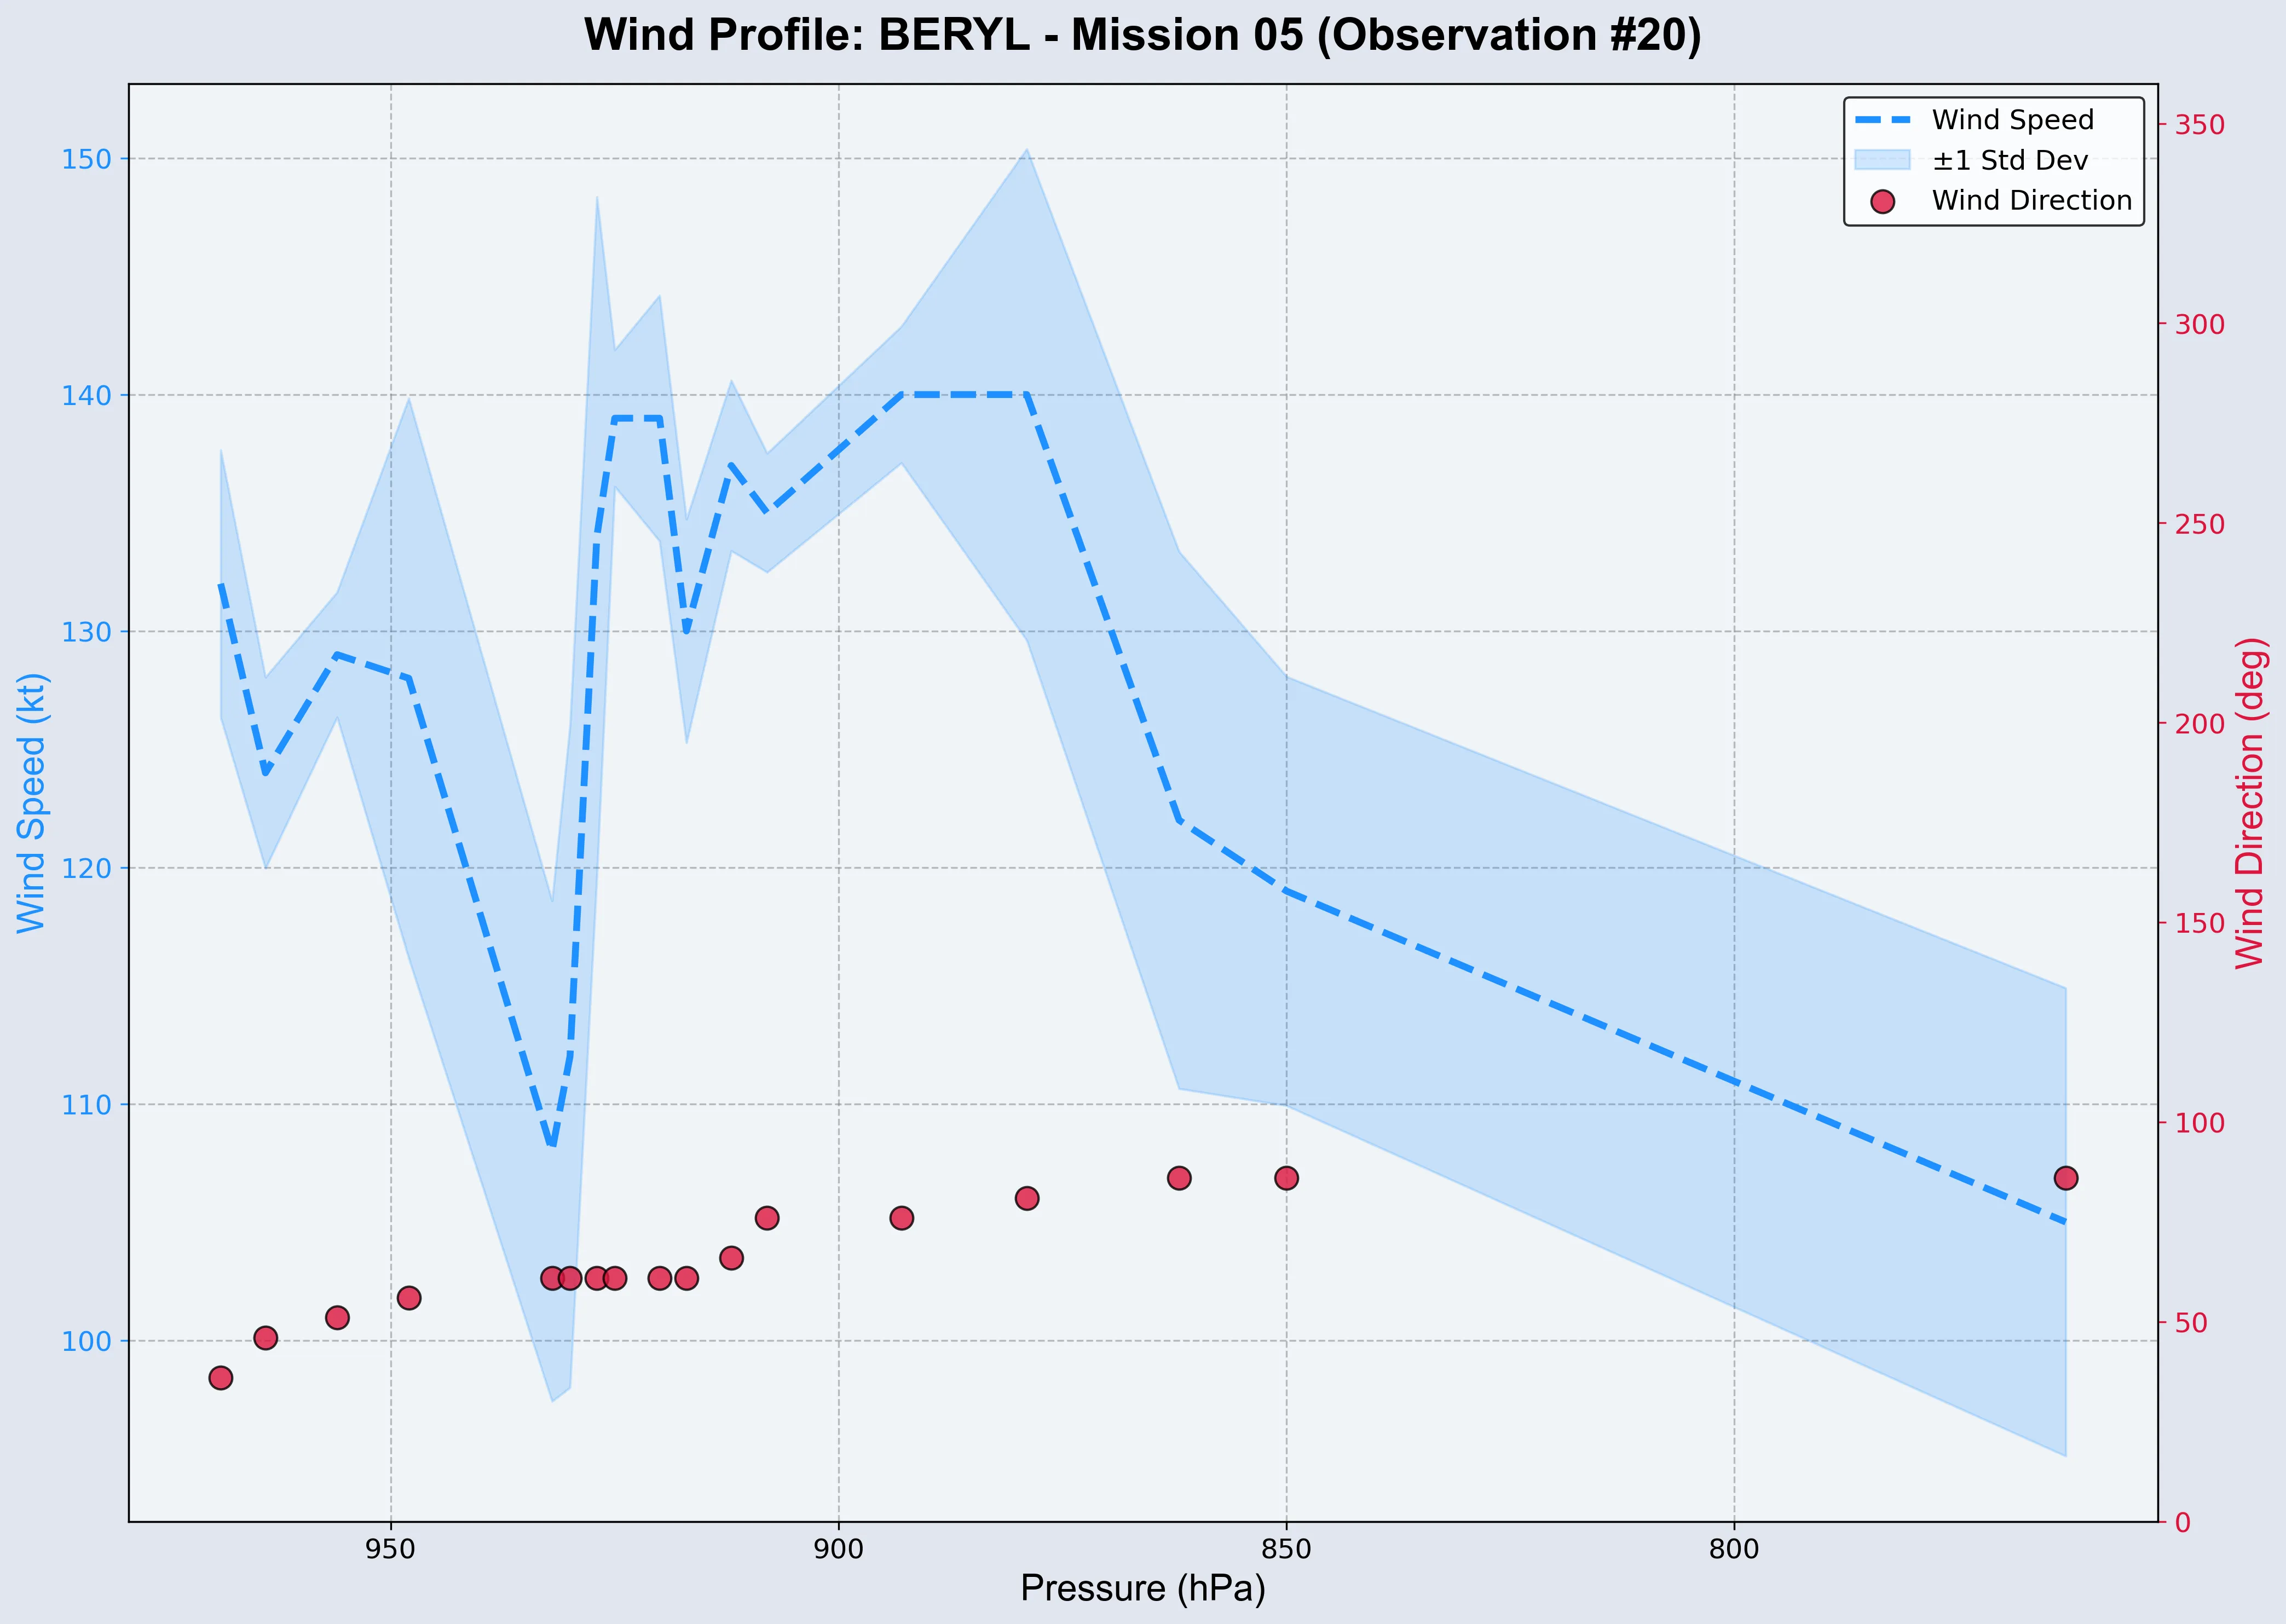 Wind Profile: BERYL - Mission 05 (Observation #20)
Wind Speed
±1 Std Dev
Wind Direction
150
140
130
120
110
100
Wind Speed (kt)
350
300
250
200
150
100
50
0
Wind Direction (deg)
950
900
850
800
Pressure (hPa)